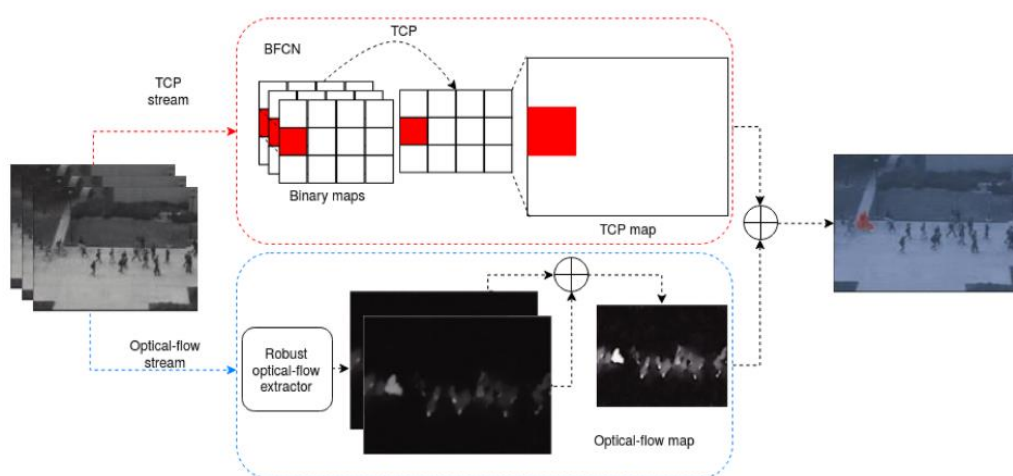 BFCN
TCP
TCP
stream
Binary maps
TCP map
Optical-flow
stream
Robust
optical-flow
extractor
Optical-flow map